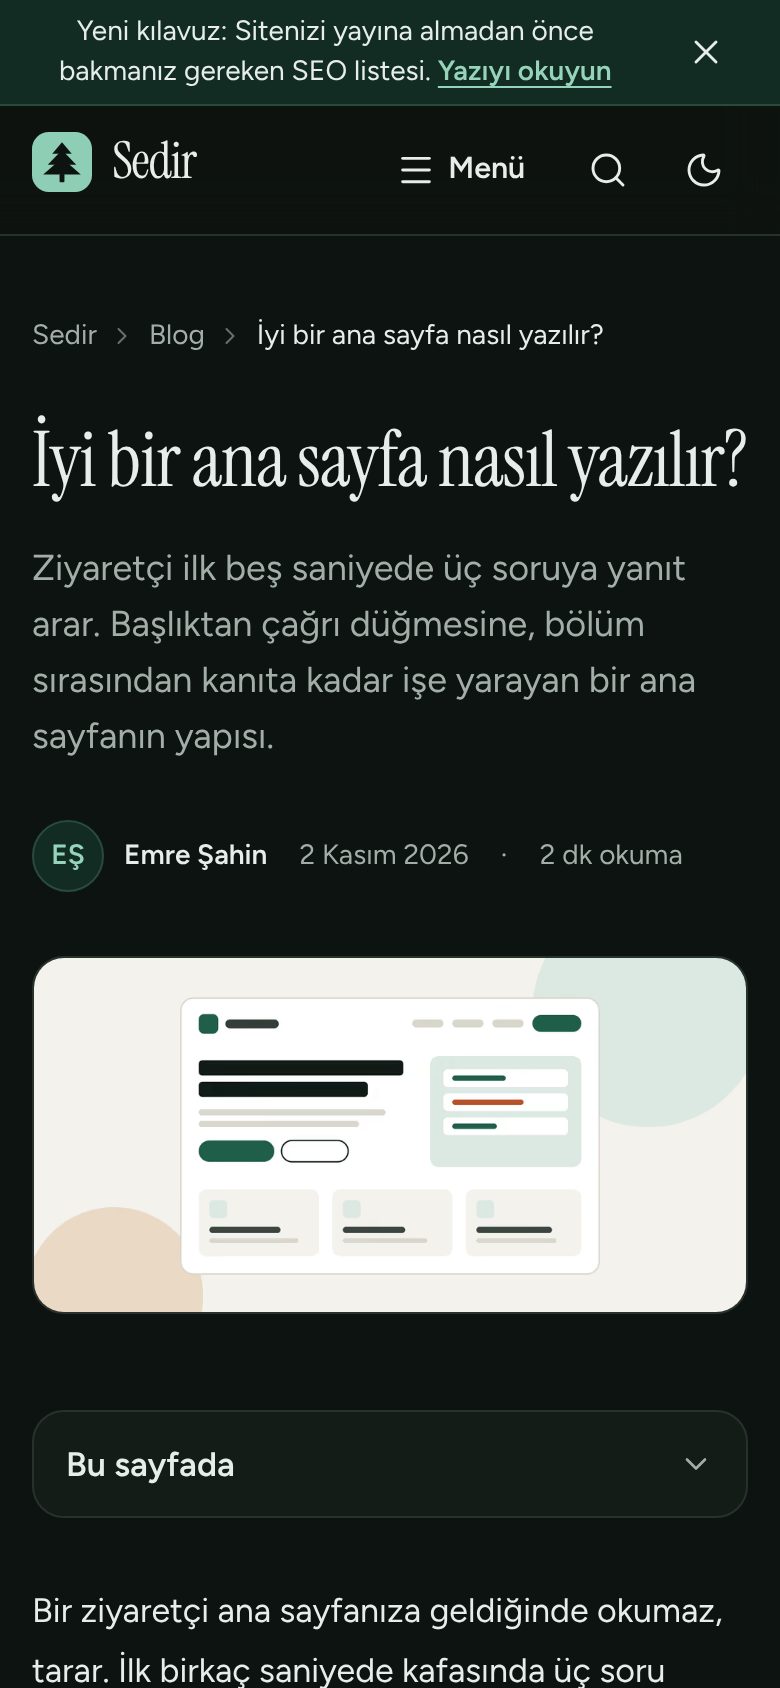 Yeni kılavuz: Sitenizi yayına almadan önce
bakmanız gereken SEO listesi. Yazıyı okuyun
Sedir
Menü
Sedir > Blog > İyi bir ana sayfa nasıl yazılır?
İyi bir ana sayfa nasıl yazılır?
Ziyaretçi ilk beş saniyede üç soruya yanıt
arar. Başlıktan çağrı düğmesine, bölüm
sırasından kanıta kadar işe yarayan bir ana
sayfanın yapısı.
EŞ Emre Şahin 2 Kasım 2026 · 2 dk okuma
Bu sayfada
Bir ziyaretçi ana sayfanıza geldiğinde okumaz,
tarar. İlk birkaç saniyede kafasında üç soru